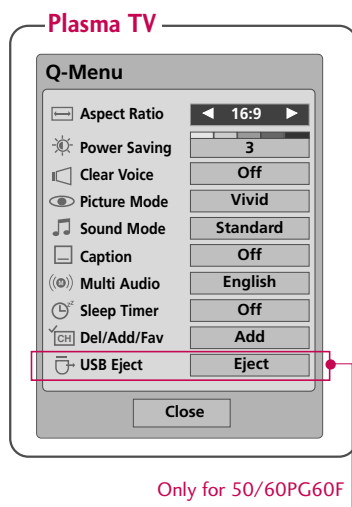 Plasma TV
Q-Menu
Aspect Ratio ◄ 16:9 ►
Power Saving 3
Clear Voice Off
Picture Mode Vivid
Sound Mode Standard
Caption Off
Multi Audio English
Sleep Timer Off
CH Del/Add/Fav Add
USB Eject Eject
Close
Only for 50/60PG60F